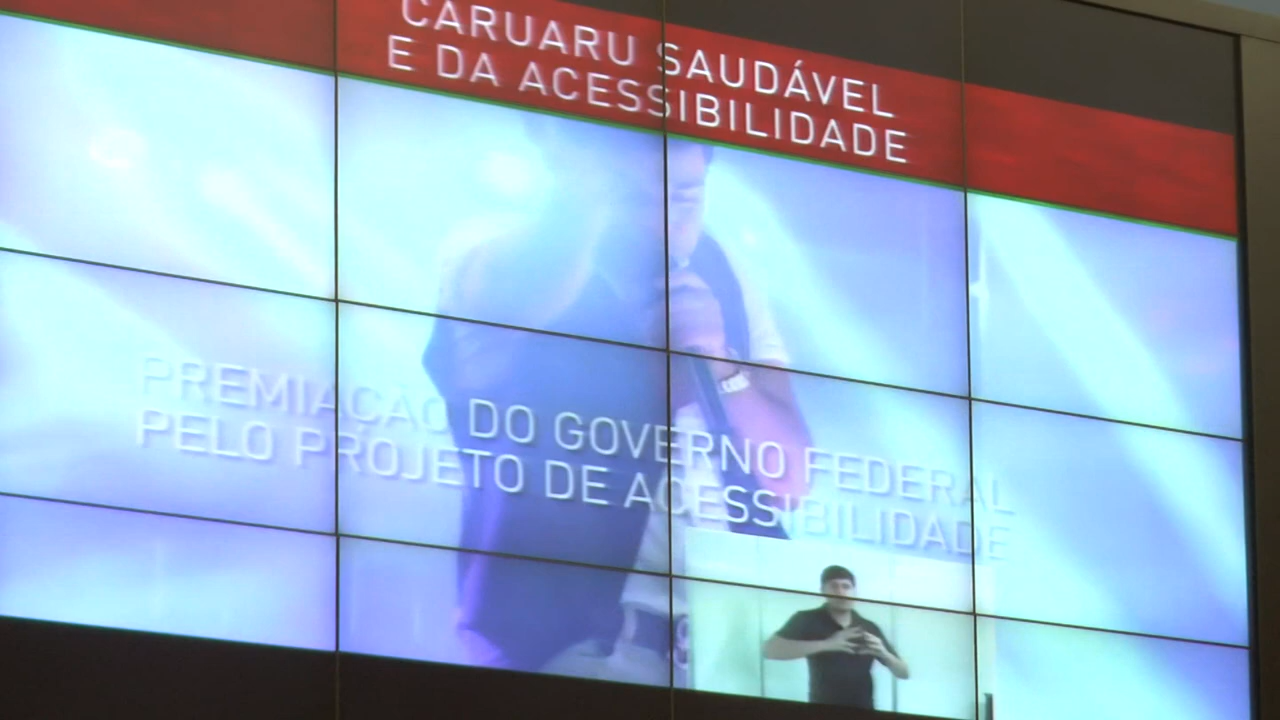 CARUARU SAUDÁVEL
E DA ACESSIBILIDADE
PREMIAÇÃO DO GOVERNO FEDERAL
PELO PROJETO DE ACESSIBILIDADE